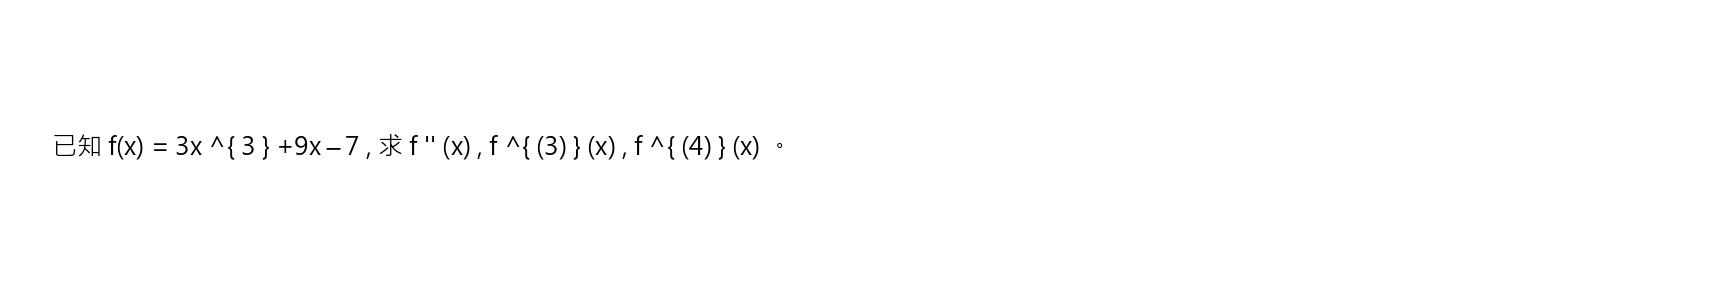 已知 f(x) = 3x ^{ 3 } +9x – 7 , 求 f '' (x) , f ^{ (3) } (x) , f ^{ (4) } (x) 。